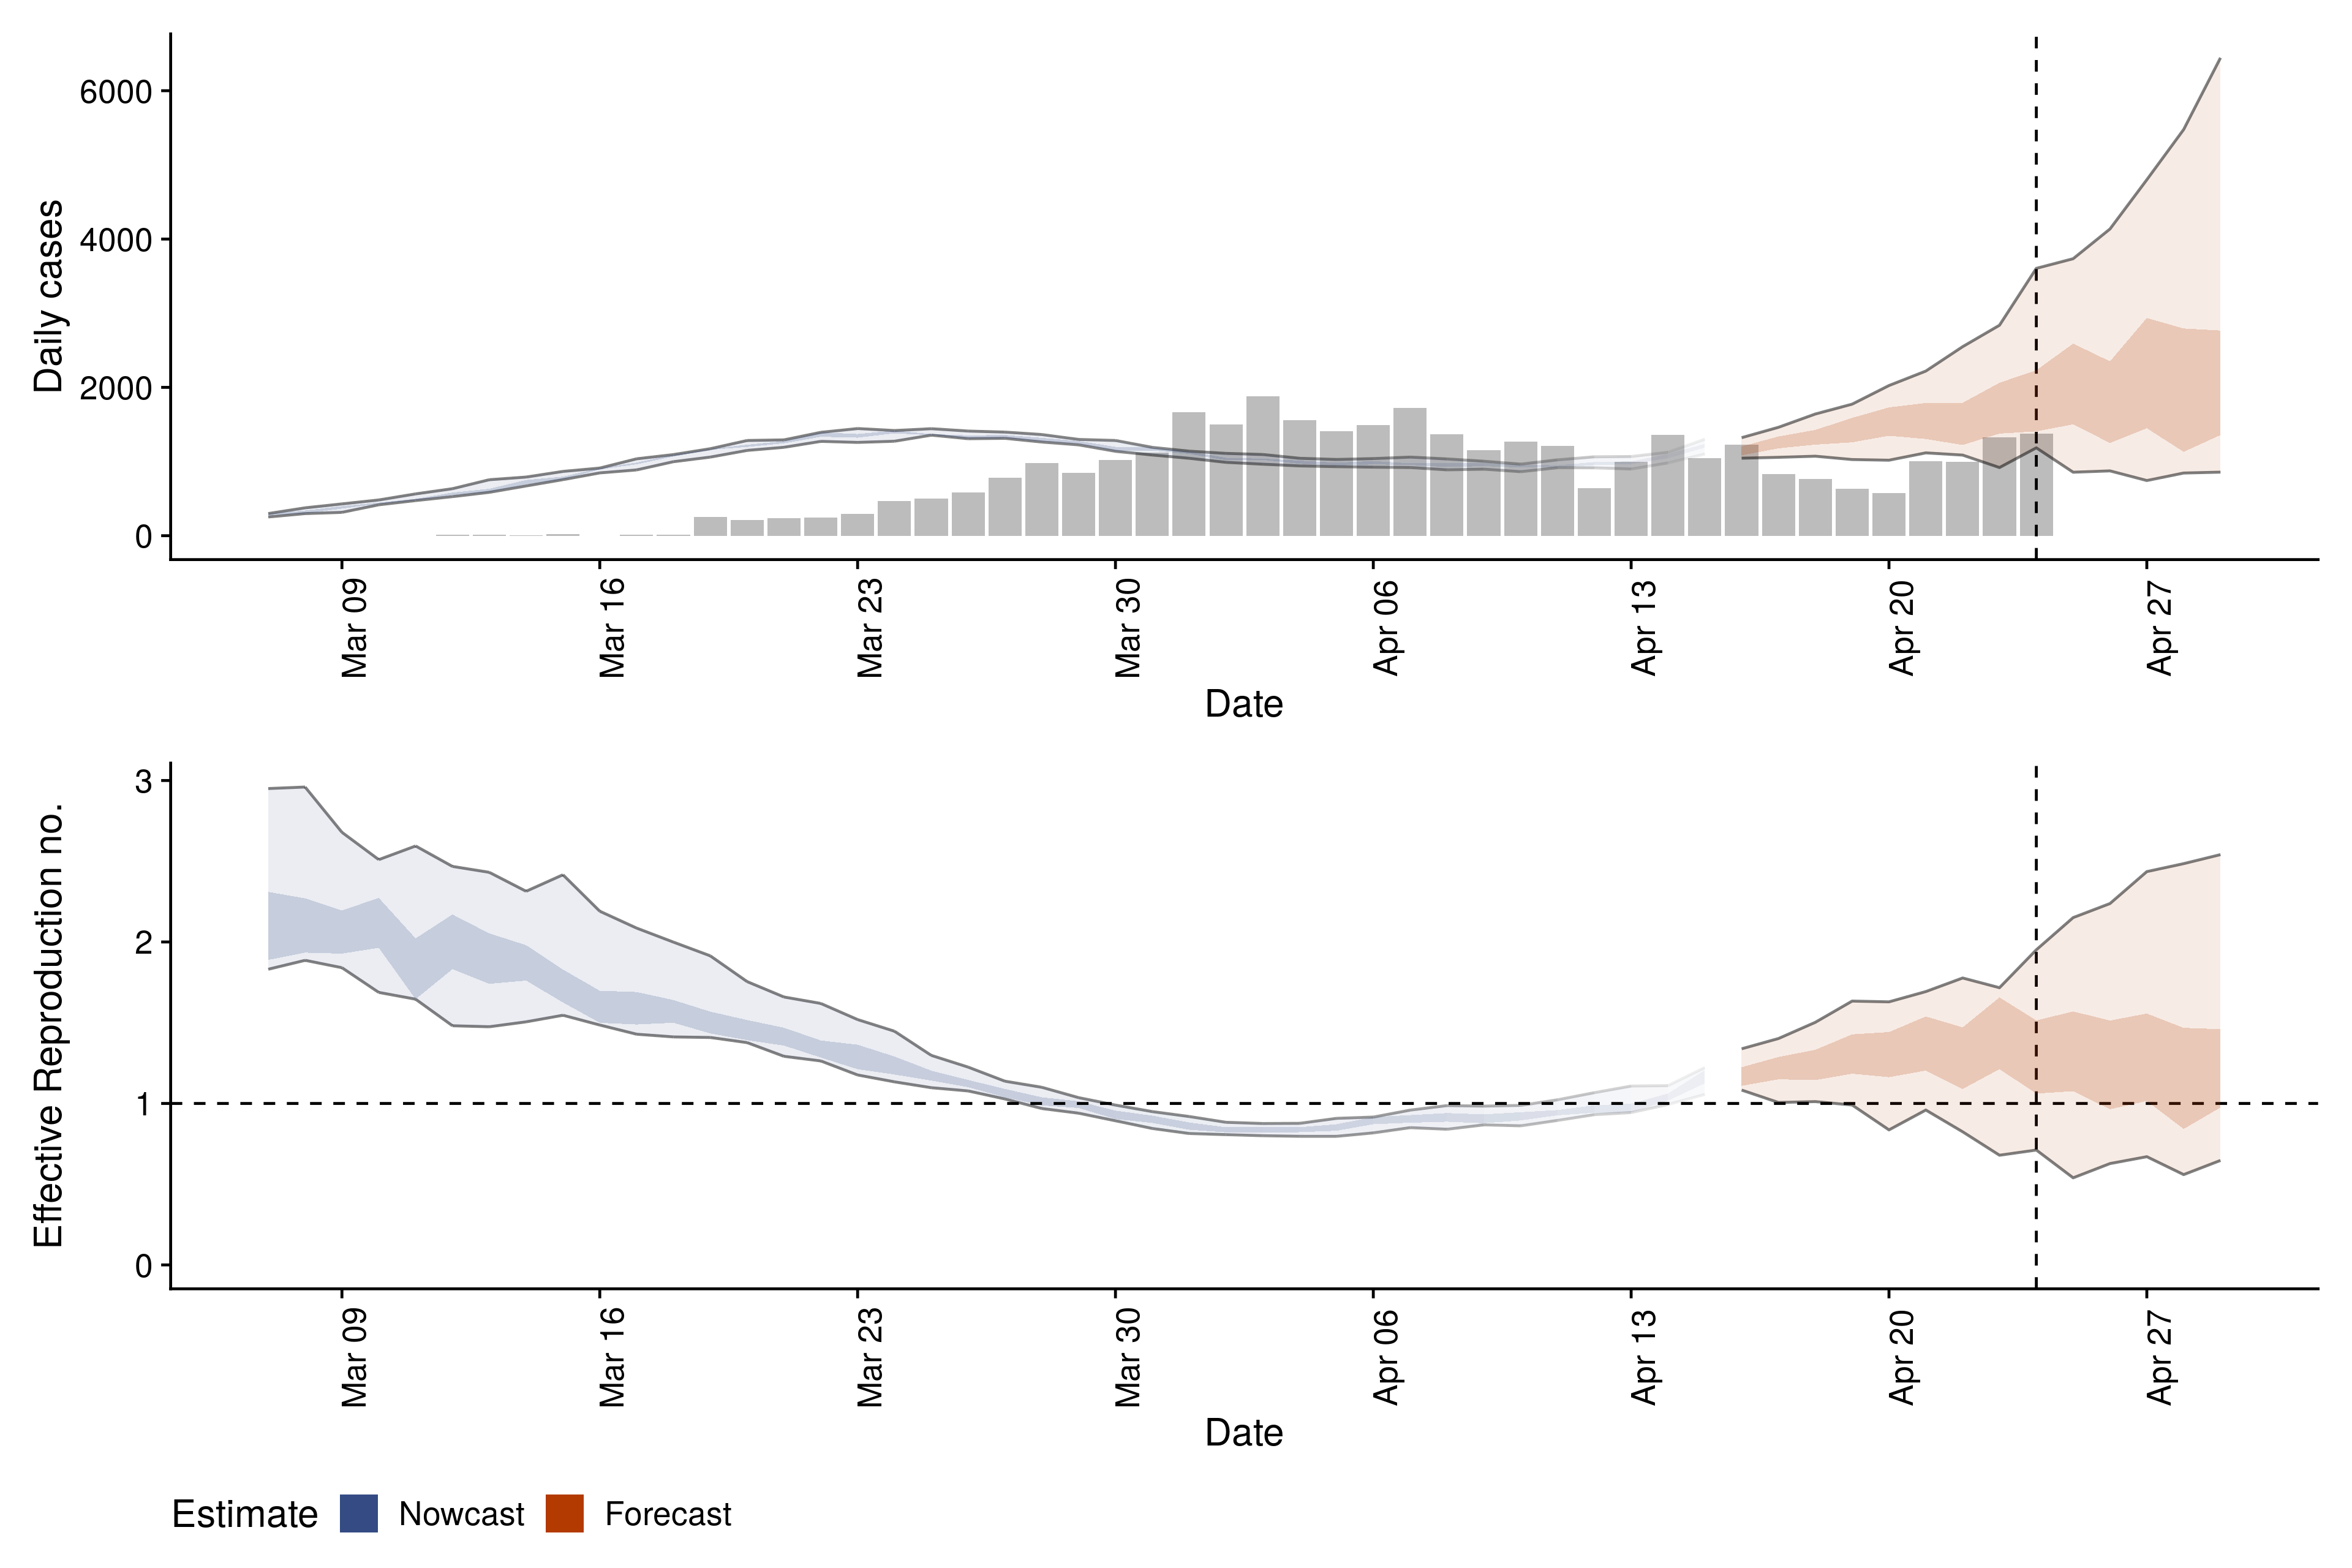 6000
4000
2000
0
Daily cases
Mar 09
Mar 16
Mar 23
Mar 30
Apr 06
Apr 13
Apr 20
Apr 27
Date
3
2
1
0
Effective Reproduction no.
Mar 09
Mar 16
Mar 23
Mar 30
Apr 06
Apr 13
Apr 20
Apr 27
Date
Estimate Nowcast Forecast